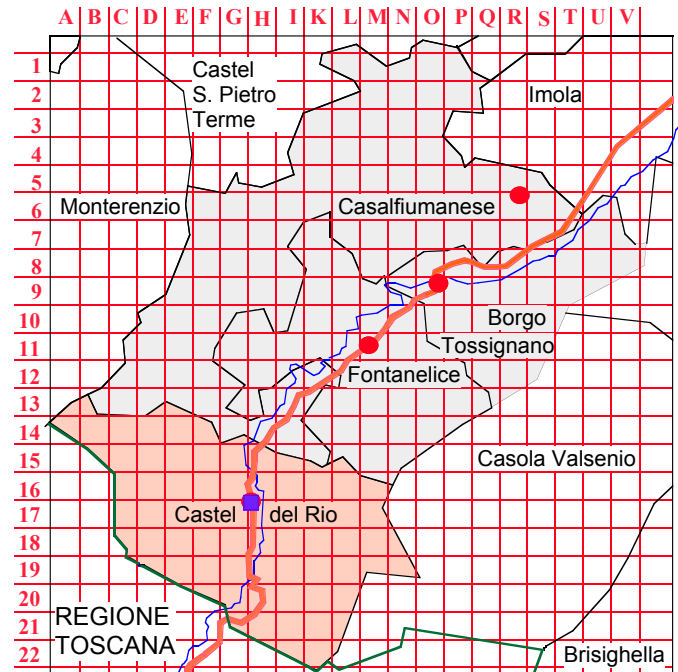 A B C D E F G H I K L M N O P Q R S T U V
1
Castel
S. Pietro
Terme
2
Imola
3
4
5
6
Monterenzio
Casalfiumanese
7
8
9
10
Borgo
11
Tossignano
12
Fontanelice
13
14
15
Casola Valsenio
16
17
Castel del Rio
18
19
20
REGIONE
TOSCANA
21
22
Brisighella